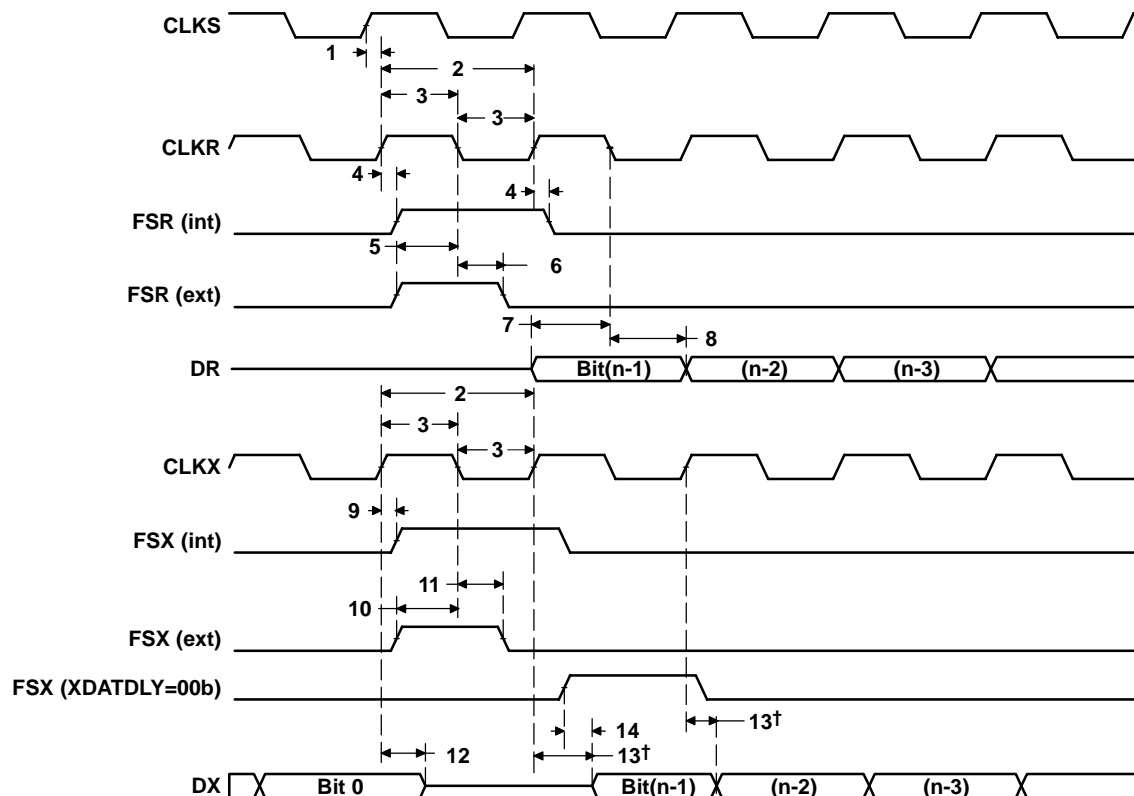 CLKS
1
2
3
3
CLKR
4
4
FSR (int)
5
6
FSR (ext)
7
8
DR
Bit(n-1)
(n-2)
(n-3)
2
3
3
CLKX
9
FSX (int)
11
10
FSX (ext)
FSX (XDATDLY=00b)
14
13†
12
13†
DX
Bit 0
Bit(n-1)
(n-2)
(n-3)